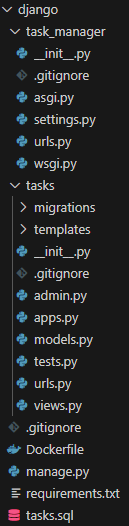 django
task_manager
__init__.py
.gitignore
asgi.py
settings.py
urls.py
wsgi.py
tasks
migrations
templates
__init__.py
.gitignore
admin.py
apps.py
models.py
tests.py
urls.py
views.py
.gitignore
Dockerfile
manage.py
requirements.txt
tasks.sql